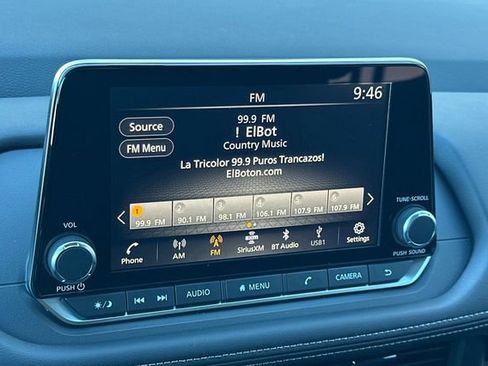 FM
9:46
Source
FM Menu
99.9 FM
! ElBot
Country Music
La Tricolor 99.9 Puros Trancazos!
ElBoton.com
1
99.9 FM
90.1 FM
98.1 FM
106.1 FM
107.9 FM
107.9 FM
Phone
AM
FM
SiriusXM
BT Audio
USB1
Settings
VOL
PUSH
TUNE·SCROLL
PUSH SOUND
AUDIO
MENU
CAMERA